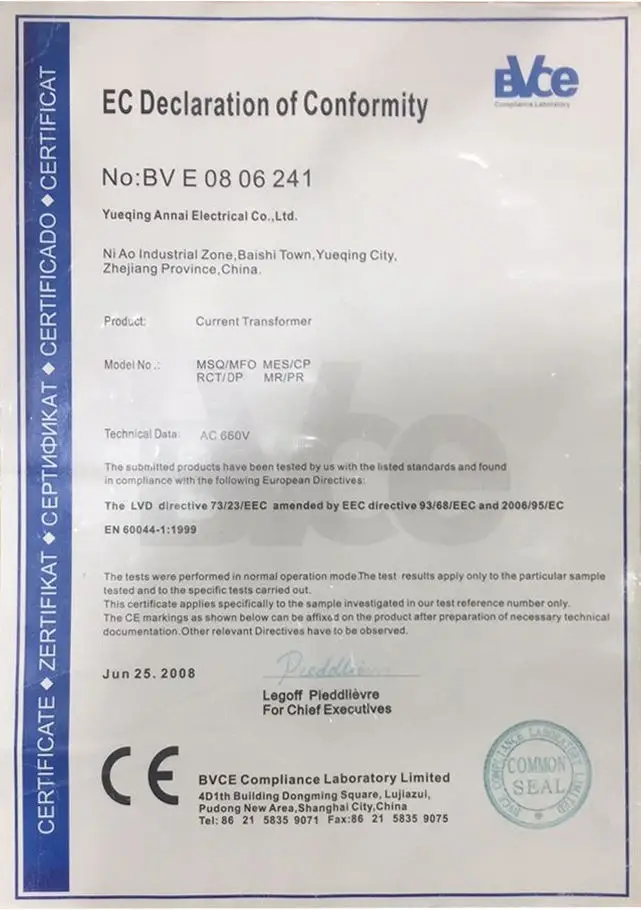 BVce
Compliance Laboratory
EC Declaration of Conformity
No:BV E 08 06 241
Yueqing Annai Electrical Co.,Ltd.
Ni Ao Industrial Zone,Baishi Town,Yueqing City,
Zhejiang Province,China.
Product: Current Transformer
Model No.: MSQ/MFO MES/CP
RCT/DP MR/PR
Technical Data: AC 660V
The submitted products have been tested by us with the listed standards and found
in compliance with the following European Directives:
The LVD directive 73/23/EEC amended by EEC directive 93/68/EEC and 2006/95/EC
EN 60044-1:1999
The tests were performed in normal operation mode.The test results apply only to the particular sample
tested and to the specific tests carried out.
This certificate applies specifically to the sample investigated in our test reference number only.
The CE markings as shown below can be affixed on the product after preparation of necessary technical
documentation.Other relevant Directives have to be observed.
Jun 25. 2008
Pieddlièvre
Legoff Pieddlièvre
For Chief Executives
CE
BVCE Compliance Laboratory Limited
4D1th Building Dongming Square, Lujiazui,
Pudong New Area,Shanghai City,China
Tel: 86 21 5835 9071 Fax:86 21 5835 9075
BVCE COMPLIANCE LABORATORY LIMITED
COMMON
SEAL
CERTIFICATE ◆ ZERTIFIKAT ◆ СЕРТИФИКАТ ◆ CERTIFICADO ◆ CERTIFICAT
BVce